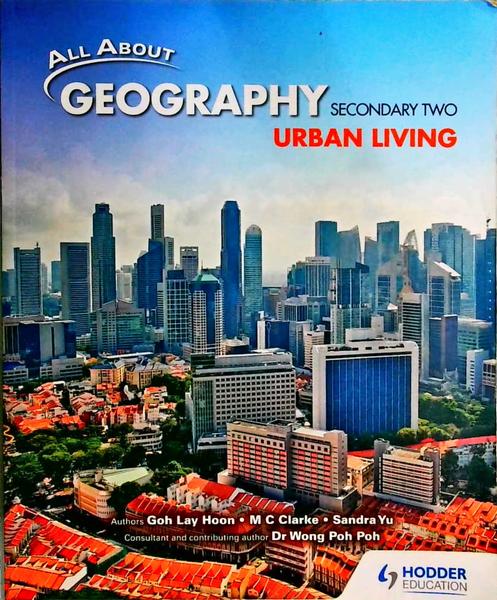 ALL ABOUT
GEOGRAPHY SECONDARY TWO
URBAN LIVING
Authors Goh Lay Hoon • M C Clarke • Sandra Yu
Consultant and contributing author Dr Wong Poh Poh
HODDER
EDUCATION